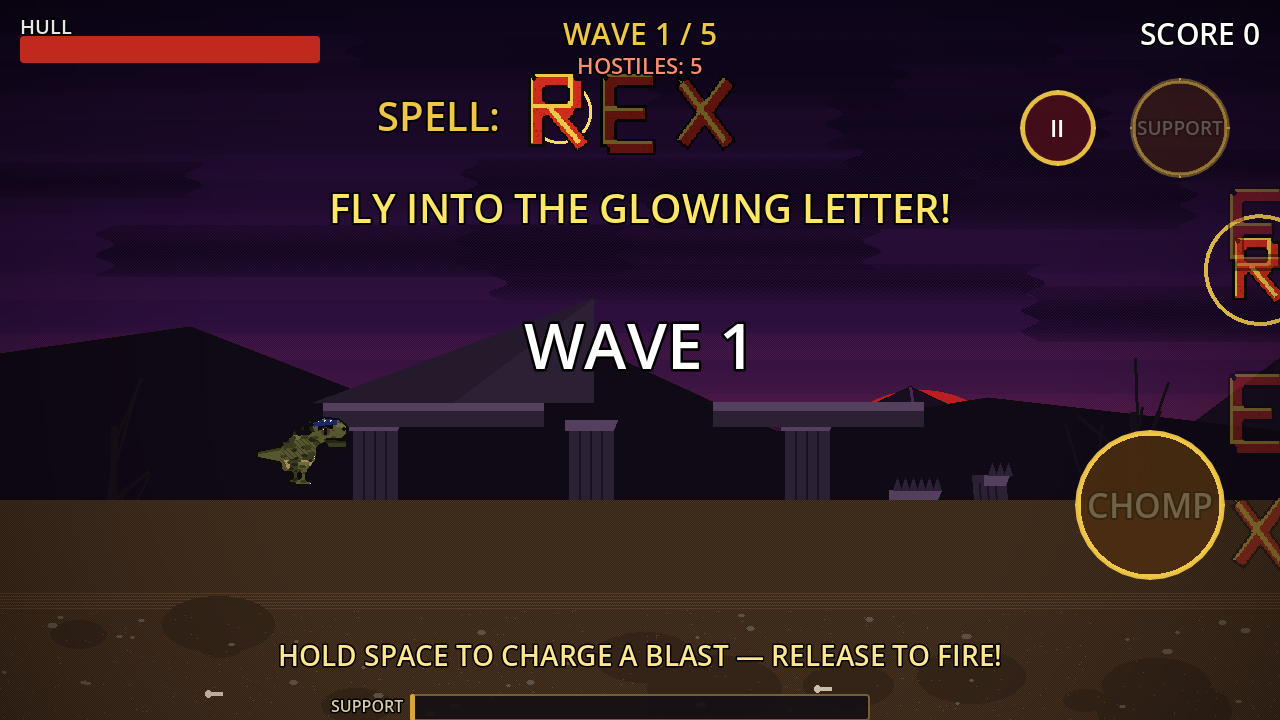 HULL
WAVE 1 / 5
SCORE 0
HOSTILES: 5
SPELL: REX
SUPPORT
FLY INTO THE GLOWING LETTER!
E
R
WAVE 1
E
CHOMP
X
HOLD SPACE TO CHARGE A BLAST — RELEASE TO FIRE!
SUPPORT